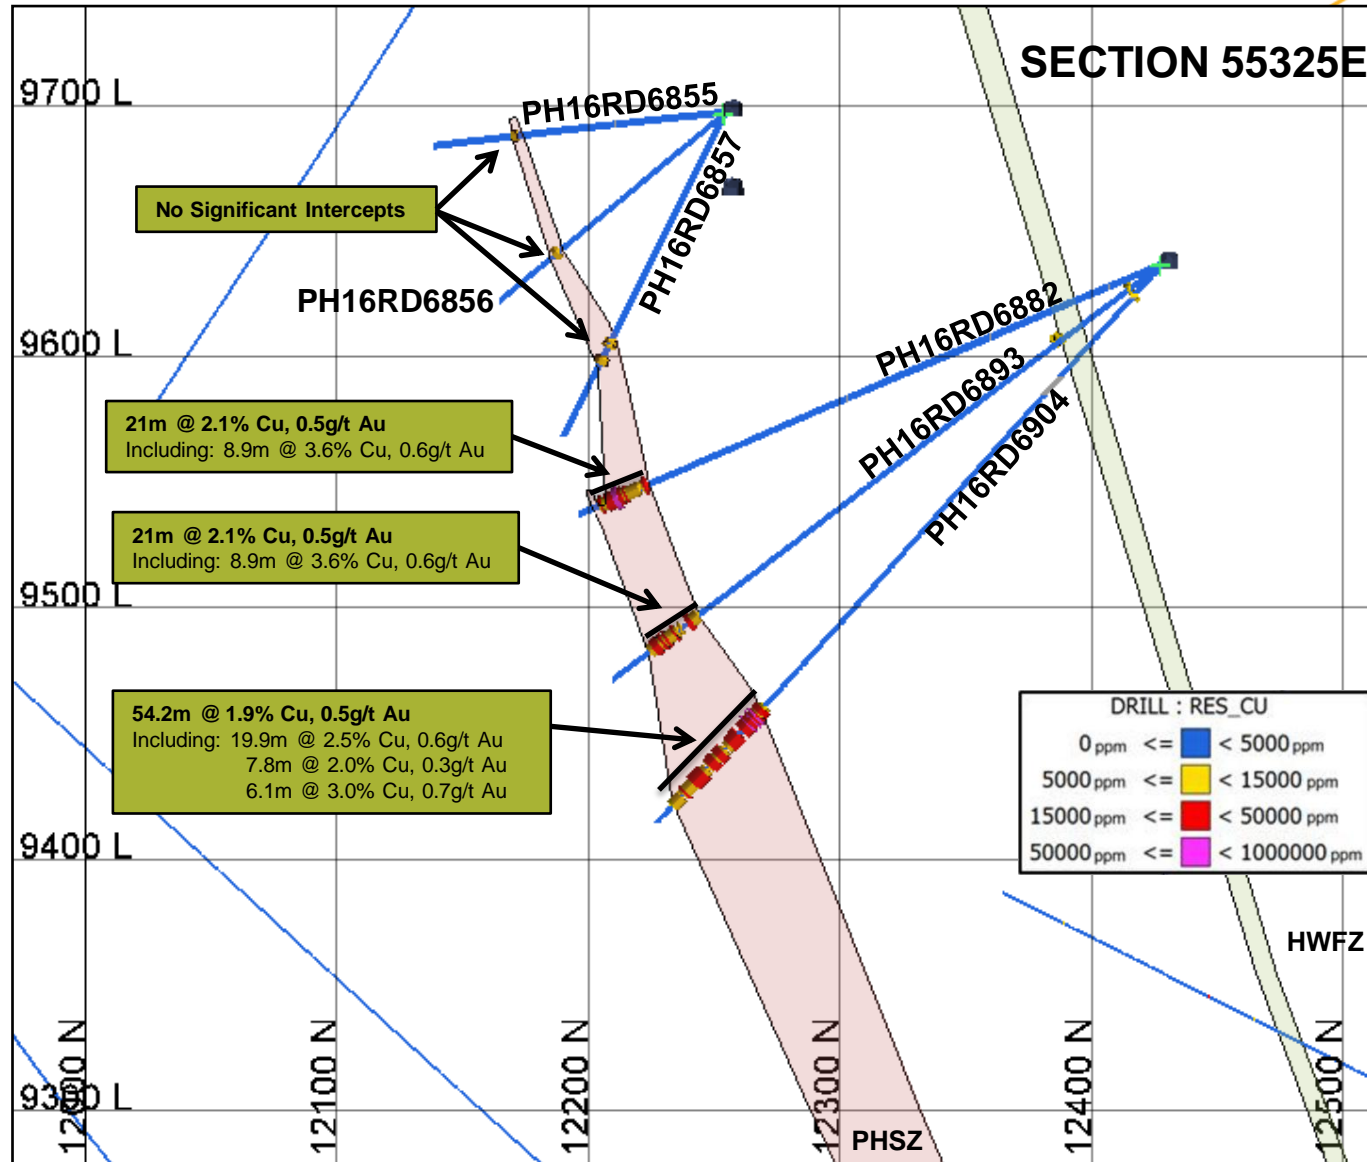 SECTION 55325E
9700 L
PH16RD6855
PH16RD6857
No Significant Intercepts
PH16RD6856
PH16RD6882
9600 L
PH16RD6893
PH16RD6904
21m @ 2.1% Cu, 0.5g/t Au
Including: 8.9m @ 3.6% Cu, 0.6g/t Au
21m @ 2.1% Cu, 0.5g/t Au
Including: 8.9m @ 3.6% Cu, 0.6g/t Au
9500 L
54.2m @ 1.9% Cu, 0.5g/t Au
Including: 19.9m @ 2.5% Cu, 0.6g/t Au
7.8m @ 2.0% Cu, 0.3g/t Au
6.1m @ 3.0% Cu, 0.7g/t Au
DRILL : RES_CU
0 ppm <= < 5000 ppm
5000 ppm <= < 15000 ppm
15000 ppm <= < 50000 ppm
50000 ppm <= < 1000000 ppm
9400 L
HWFZ
9300 L
12000 N
12100 N
12200 N
12300 N
12400 N
12500 N
PHSZ